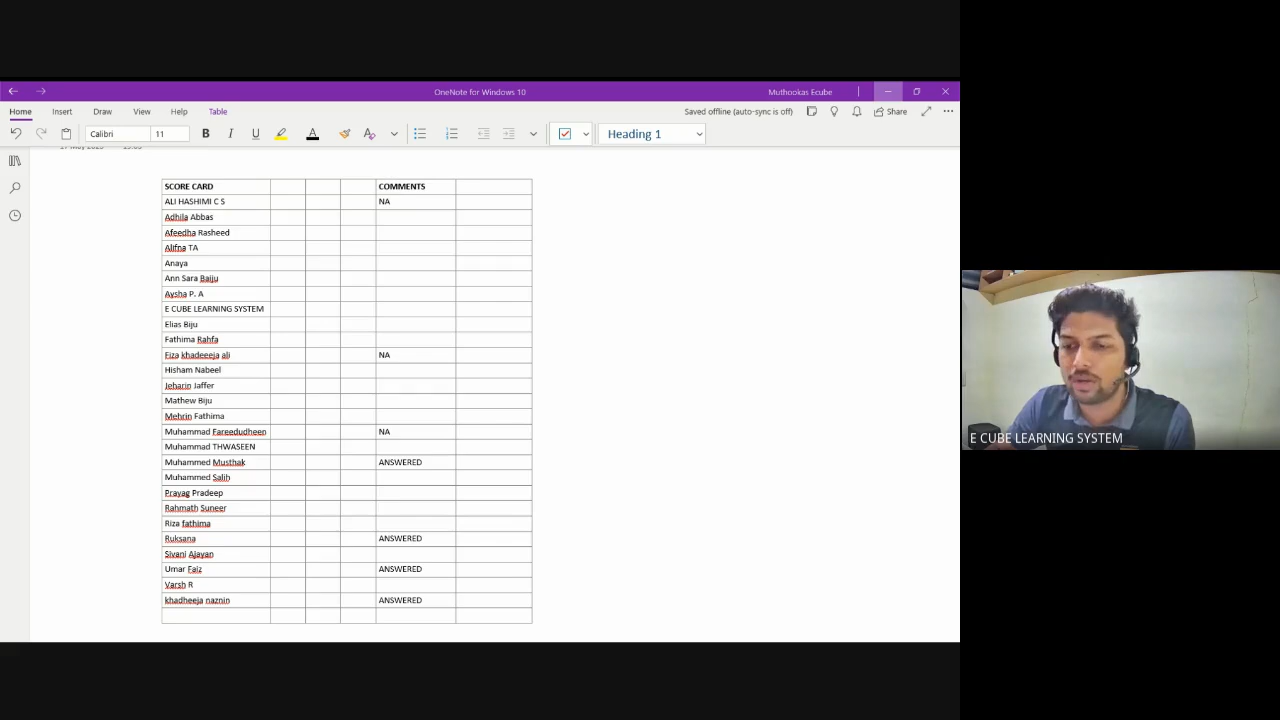 OneNote for Windows 10
Muthookas Ecube
Home Insert Draw View Help Table
Saved offline (auto-sync is off)
Share
Calibri 11 B I U A Heading 1
SCORE CARD COMMENTS
ALI HASHIMI C S NA
Adhila Abbas
Afeedha Rasheed
Alifna TA
Anaya
Ann Sara Baiju
Aysha P. A
E CUBE LEARNING SYSTEM
Elias Biju
Fathima Rahfa
Fiza khadeeeja ali NA
Hisham Nabeel
Jeharin Jaffer
Mathew Biju
Mehrin Fathima
Muhammad Fareedudheen NA
Muhammad THWASEEN
Muhammed Musthak ANSWERED
Muhammed Salih
Prayag Pradeep
Rahmath Suneer
Riza fathima
Ruksana ANSWERED
Sivani Ajayan
Umar Faiz ANSWERED
Varsh R
khadheeja naznin ANSWERED
E CUBE LEARNING SYSTEM